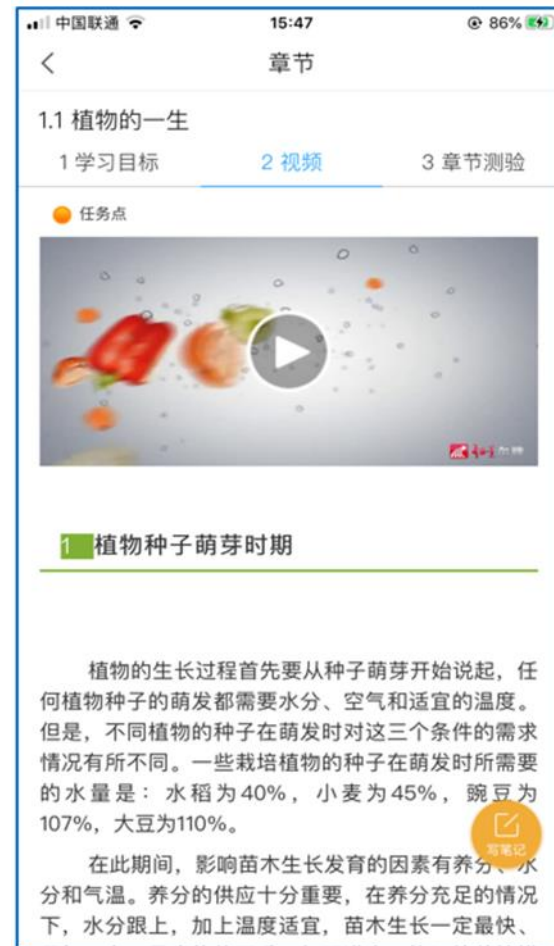 中国联通 15:47 86%
章节
1.1 植物的一生
1 学习目标 2 视频 3 章节测验
任务点
1 植物种子萌芽时期
植物的生长过程首先要从种子萌芽开始说起，任
何植物种子的萌发都需要水分、空气和适宜的温度。
但是，不同植物的种子在萌发时对这三个条件的需求
情况有所不同。一些栽培植物的种子在萌发时所需要
的水量是：水稻为40%，小麦为45%，豌豆为
107%，大豆为110%。
写笔记
在此期间，影响苗木生长发育的因素有养分、水
分和气温。养分的供应十分重要，在养分充足的情况
下，水分跟上，加上温度适宜，苗木生长一定最快、